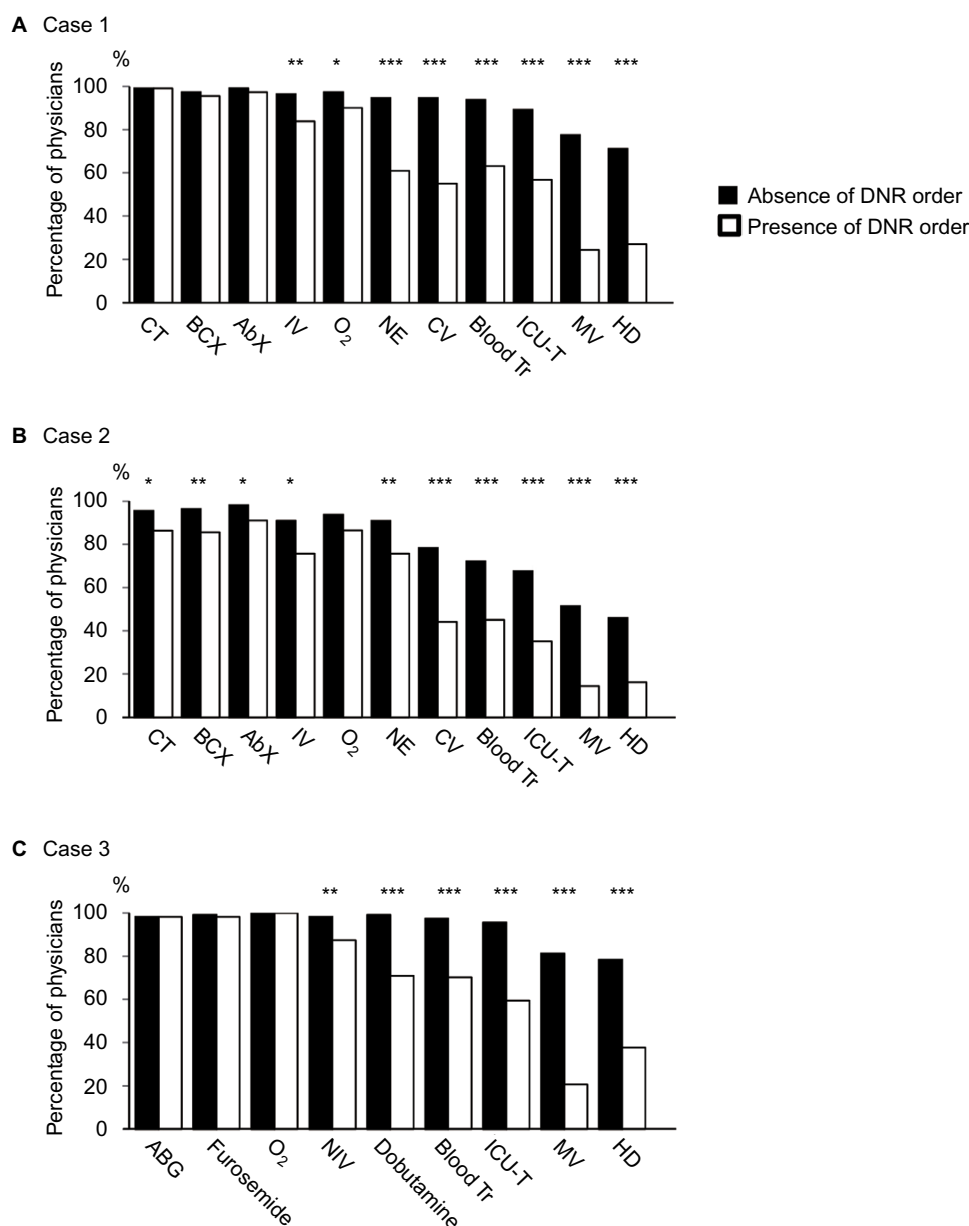 A Case 1
%
** * *** *** *** *** *** ***
Percentage of physicians
100
80
60
40
20
0
CT BCX AbX IV O₂ NE CV Blood Tr ICU-T MV HD
Absence of DNR order
Presence of DNR order
B Case 2
%
* ** * * ** *** *** *** *** ***
Percentage of physicians
100
80
60
40
20
0
CT BCX AbX IV O₂ NE CV Blood Tr ICU-T MV HD
C Case 3
%
** *** *** *** *** ***
Percentage of physicians
100
80
60
40
20
0
ABG Furosemide O₂ NIV Dobutamine Blood Tr ICU-T MV HD